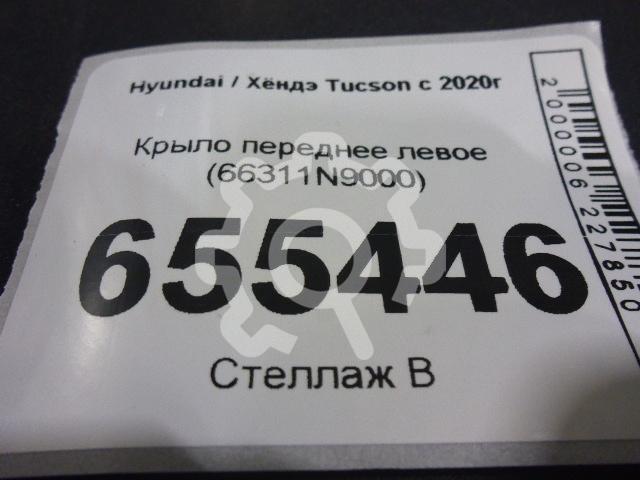 Hyundai / Хёндэ Tucson с 2020г
Крыло переднее левое
(66311N9000)
655446
Стеллаж В
2000006227850